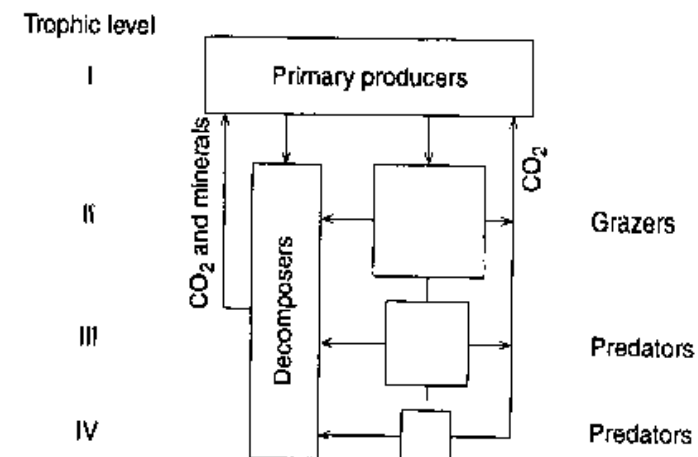 Trophic level
I
Primary producers
CO2 and minerals
CO2
II
Decomposers
Grazers
III
Predators
IV
Predators